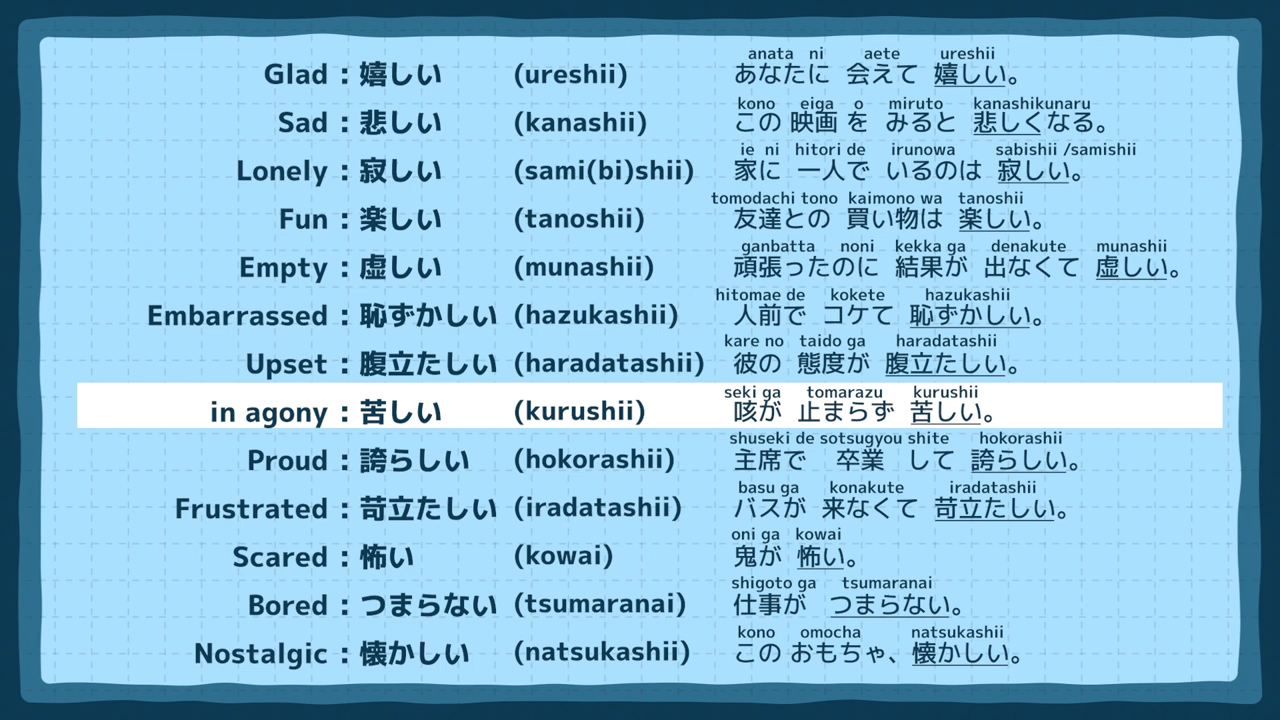 anata ni aete ureshii
Glad : 嬉しい (ureshii) あなたに 会えて 嬉しい。
kono eiga o miruto kanashikunaru
Sad : 悲しい (kanashii) この 映画 を みると 悲しくなる。
ie ni hitori de irunowa sabishii /samishii
Lonely : 寂しい (sami(bi)shii) 家に 一人で いるのは 寂しい。
tomodachi tono kaimono wa tanoshii
Fun : 楽しい (tanoshii) 友達との 買い物は 楽しい。
ganbatta noni kekka ga denakute munashii
Empty : 虚しい (munashii) 頑張ったのに 結果が 出なくて 虚しい。
hitomae de kokete hazukashii
Embarrassed : 恥ずかしい (hazukashii) 人前で コケて 恥ずかしい。
kare no taido ga haradatashii
Upset : 腹立たしい (haradatashii) 彼の 態度が 腹立たしい。
seki ga tomarazu kurushii
in agony : 苦しい (kurushii) 咳が 止まらず 苦しい。
shuseki de sotsugyou shite hokorashii
Proud : 誇らしい (hokorashii) 主席で 卒業 して 誇らしい。
basu ga konakute iradatashii
Frustrated : 苛立たしい (iradatashii) バスが 来なくて 苛立たしい。
oni ga kowai
Scared : 怖い (kowai) 鬼が 怖い。
shigoto ga tsumaranai
Bored : つまらない (tsumaranai) 仕事が つまらない。
kono omocha natsukashii
Nostalgic : 懐かしい (natsukashii) この おもちゃ、懐かしい。